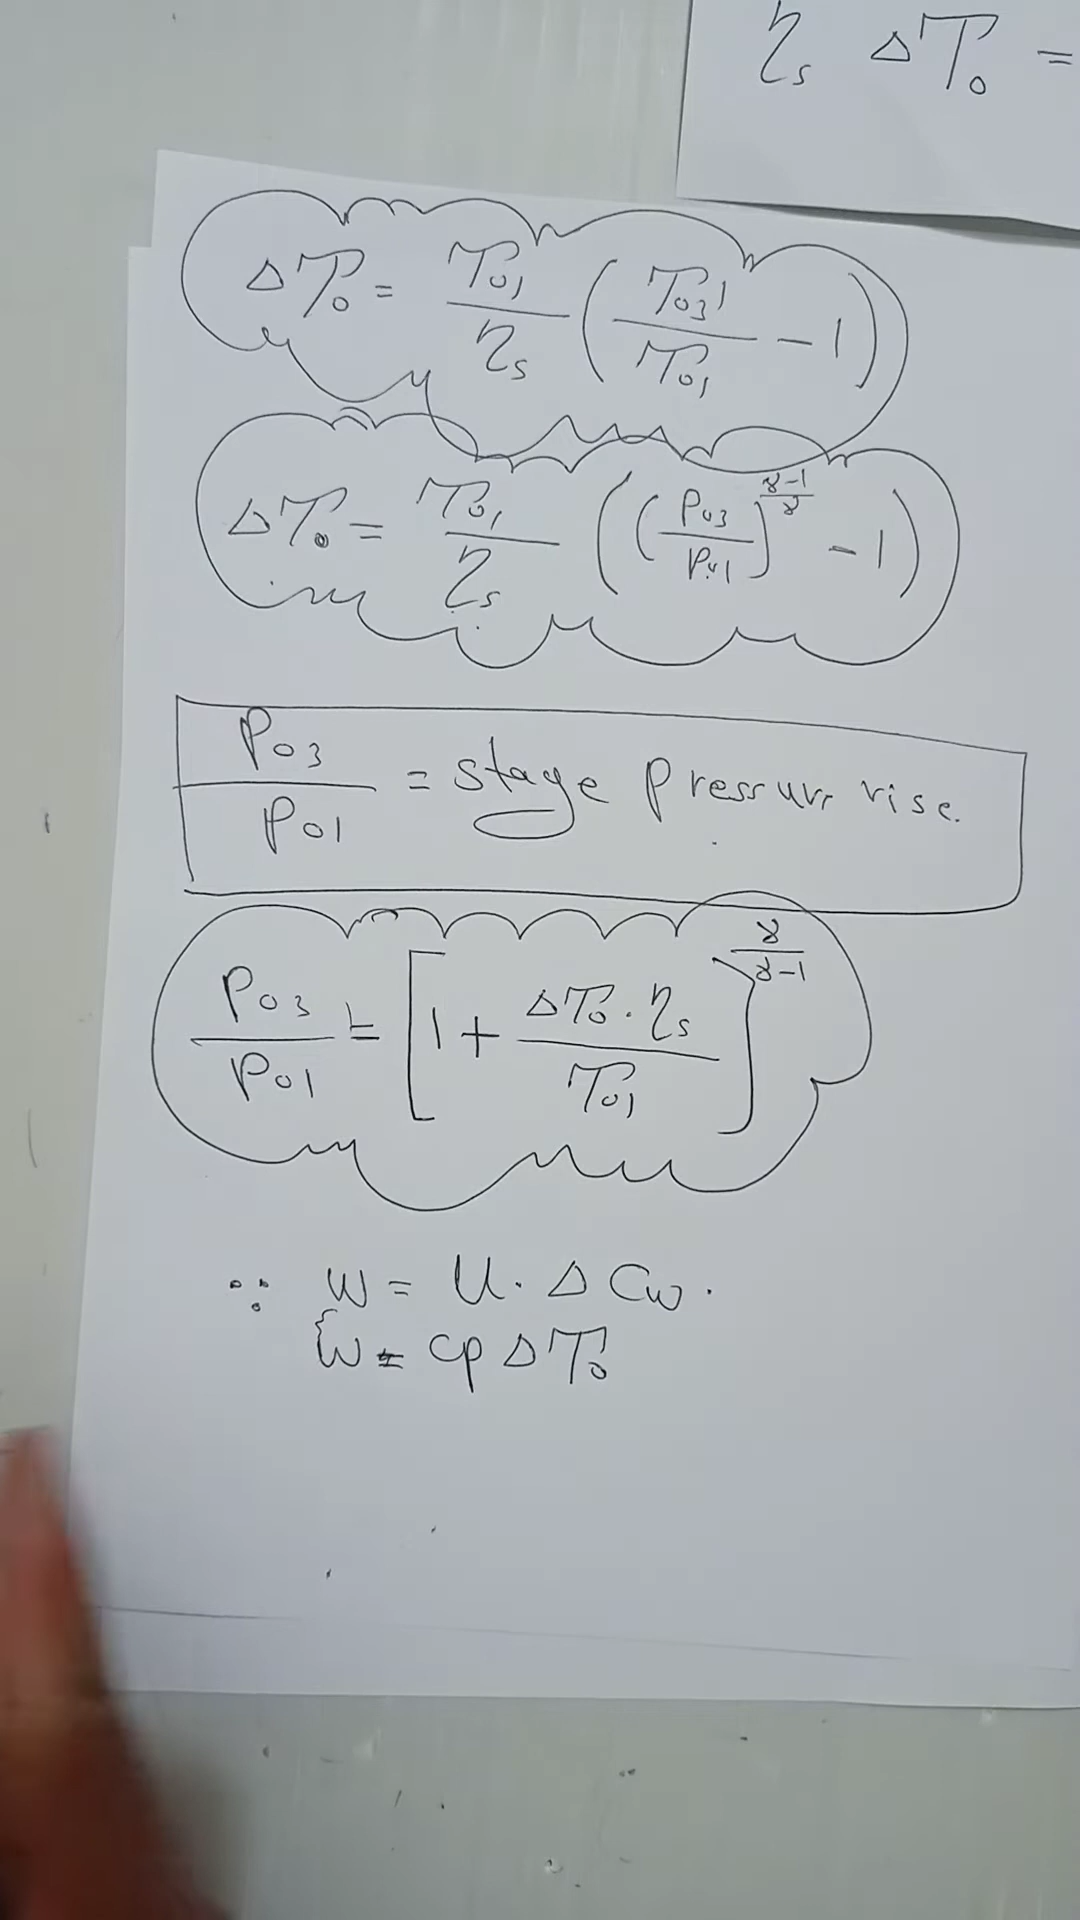 ηs ΔT₀ =
ΔT₀ = T₀₁/ηs (T₀₃'/T₀₁ - 1)
ΔT₀ = T₀₁/ηs ((P₀₃/P₀₁)^((γ-1)/γ) - 1)
P₀₃/P₀₁ = stage pressure rise.
P₀₃/P₀₁ = [1 + ΔT₀·ηs/T₀₁]^(γ/(γ-1))
∵ W = U·ΔCw.
{W = Cp ΔT₀